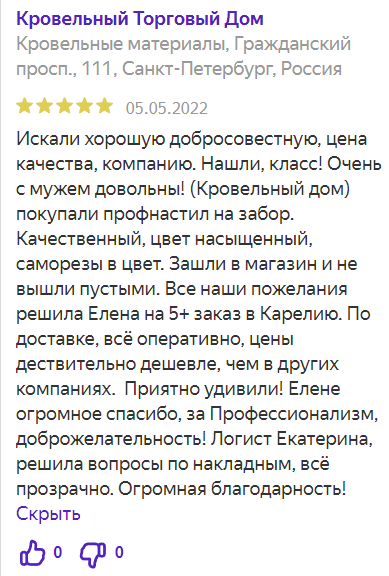 Кровельный Торговый Дом
Кровельные материалы, Гражданский
просп., 111, Санкт-Петербург, Россия
05.05.2022
Искали хорошую добросовестную, цена
качества, компанию. Нашли, класс! Очень
с мужем довольны! (Кровельный дом)
покупали профнастил на забор.
Качественный, цвет насыщенный,
саморезы в цвет. Зашли в магазин и не
вышли пустыми. Все наши пожелания
решила Елена на 5+ заказ в Карелию. По
доставке, всё оперативно, цены
дествительно дешевле, чем в других
компаниях.  Приятно удивили! Елене
огромное спасибо, за Профессионализм,
доброжелательность! Логист Екатерина,
решила вопросы по накладным, всё
прозрачно. Огромная благодарность!
Скрыть
0 0